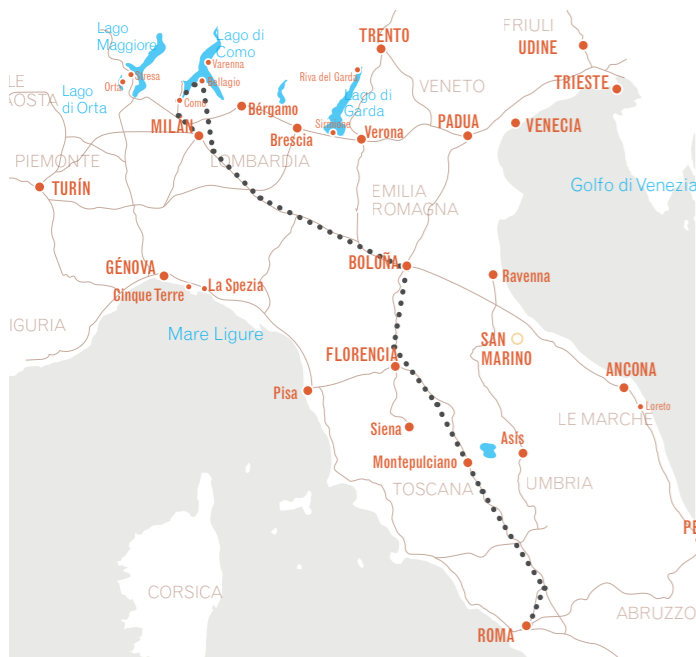 FRIULI
Lago
Maggiore
Lago di
Como
TRENTO
UDINE
Varenna
Stresa
Riva del Garda
Bellagio
Orta
VENETO
TRIESTE
LE
AOSTA
Lago
di Orta
Como
Bérgamo
Lago di
Garda
MILÁN
Brescia
Sirmione
Verona
PADUA
VENECIA
PIEMONTE
LOMBARDIA
TURÍN
EMILIA
ROMAGNA
Golfo di Venezia
BOLOÑA
GÉNOVA
Ravenna
Cinque Terre
La Spezia
LIGURIA
Mare Ligure
SAN
MARINO
FLORENCIA
ANCONA
Pisa
Loreto
LE MARCHE
Siena
Asís
Montepulciano
TOSCANA
UMBRIA
PE
CORSICA
ABRUZZO
ROMA